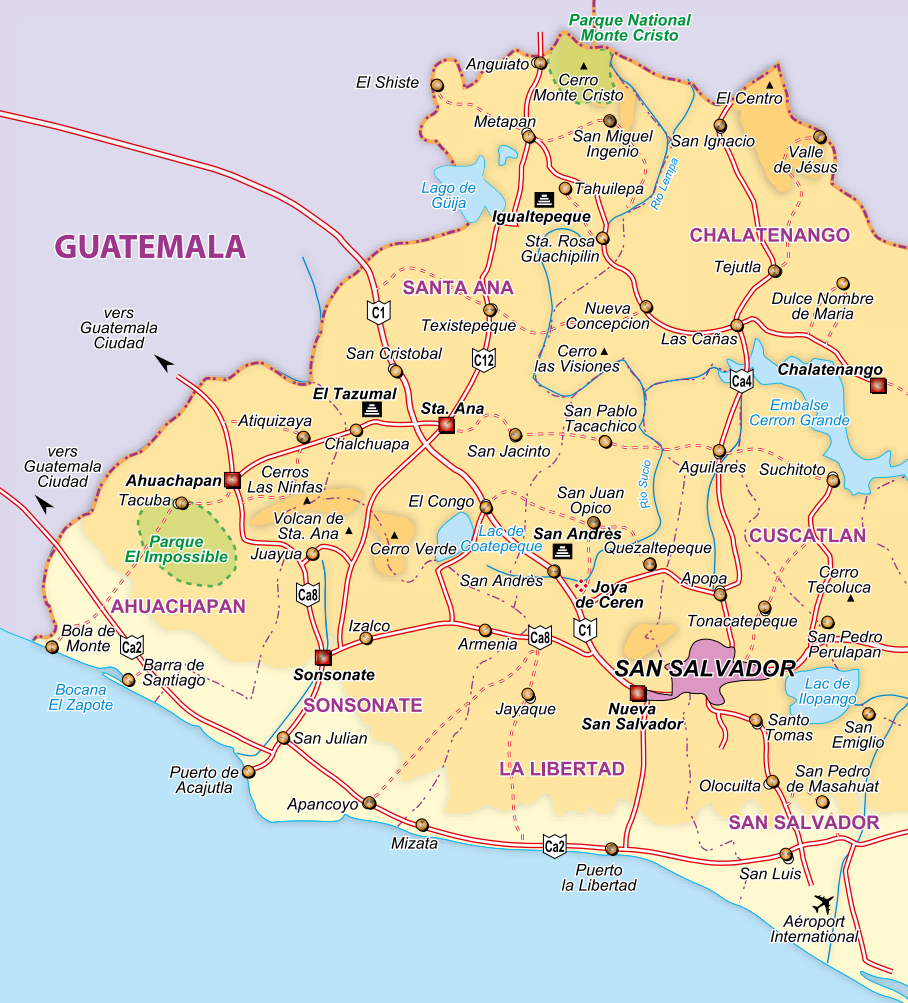 Parque National
Monte Cristo
Anguiato
El Shiste
Cerro
Monte Cristo
El Centro
Metapan
San Miguel
Ingenio
San Ignacio
Valle
de Jésus
Rio Lempa
Lago de
Güija
Tahuilepa
Igualtepeque
GUATEMALA
Sta. Rosa
Guachipilin
CHALATENANGO
Tejutla
SANTA ANA
Dulce Nombre
de Maria
vers
Guatemala
Ciudad
C1
Texistepeque
Nueva
Concepcion
Las Cañas
San Cristobal
C12
Cerro
las Visiones
Chalatenango
Ca4
El Tazumal
Sta. Ana
San Pablo
Tacachico
Embalse
Cerron Grande
Atiquizaya
Chalchuapa
San Jacinto
vers
Guatemala
Ciudad
Ahuachapan
Cerros
Las Ninfas
Aguilares
Suchitoto
Rio Sucio
Tacuba
El Congo
San Juan
Opico
Volcan de
Sta. Ana
Parque
El Impossible
Juayua
Cerro Verde
Lac de
Coatepeque
San Andrès
Quezaltepeque
CUSCATLAN
San Andrès
Joya
de Ceren
Apopa
Cerro
Tecoluca
AHUACHAPAN
Ca8
Tonacatepeque
Bola de
Monte
Ca2
Izalco
Armenia
Ca8
C1
San Pedro
Perulapan
Barra de
Santiago
Sonsonate
SAN SALVADOR
Bocana
El Zapote
SONSONATE
Jayaque
Nueva
San Salvador
Lac de
Ilopango
San Julian
Santo
Tomas
San
Emiglio
Puerto de
Acajutla
LA LIBERTAD
Olocuilta
San Pedro
de Masahuat
Apancoyo
SAN SALVADOR
Mizata
Ca2
Puerto
la Libertad
San Luis
Aéroport
International